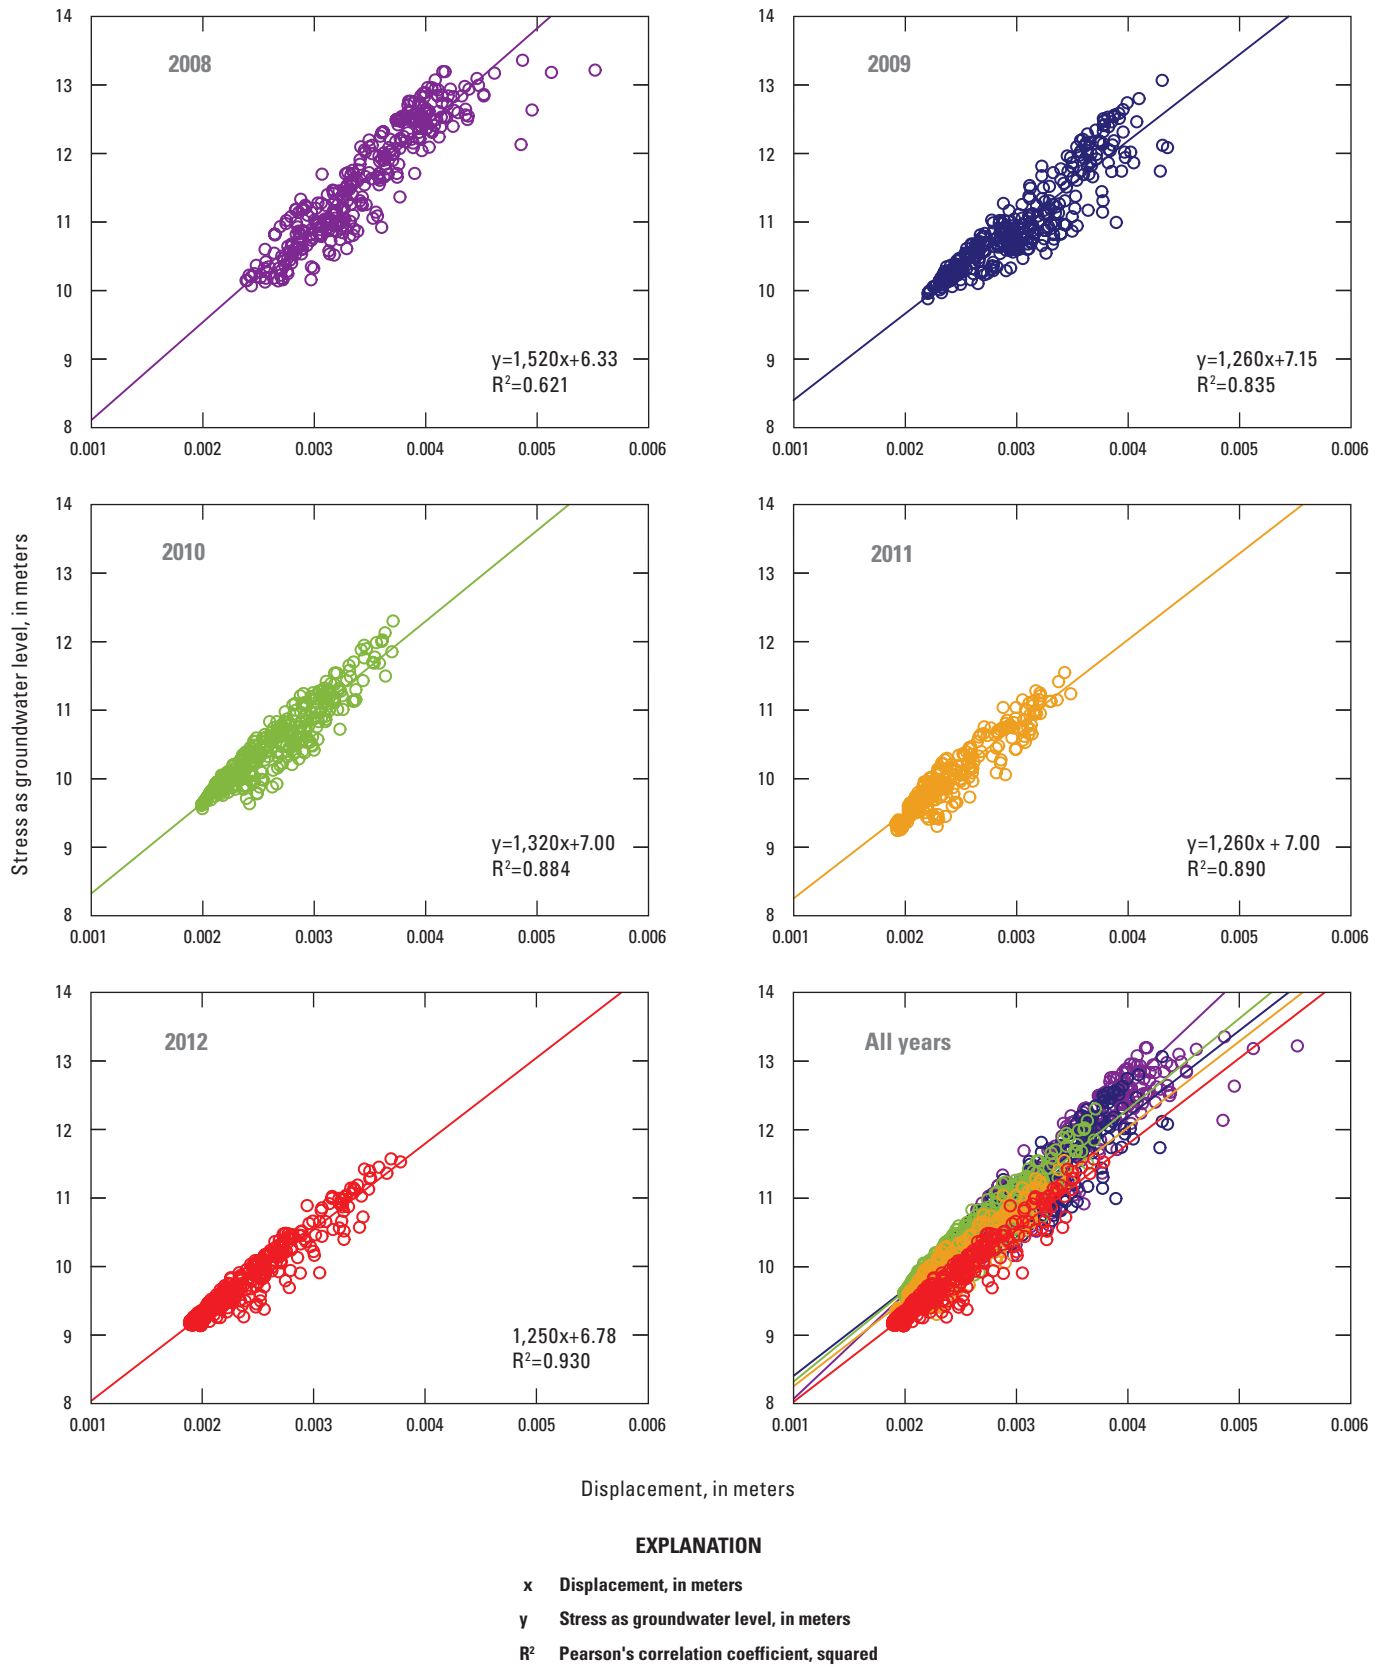 14
13
12
11
10
9
8
0.001 0.002 0.003 0.004 0.005 0.006
2008
y=1,520x+6.33
R²=0.621
14
13
12
11
10
9
8
0.001 0.002 0.003 0.004 0.005 0.006
2009
y=1,260x+7.15
R²=0.835
Stress as groundwater level, in meters
14
13
12
11
10
9
8
0.001 0.002 0.003 0.004 0.005 0.006
2010
y=1,320x+7.00
R²=0.884
14
13
12
11
10
9
8
0.001 0.002 0.003 0.004 0.005 0.006
2011
y=1,260x + 7.00
R²=0.890
14
13
12
11
10
9
8
0.001 0.002 0.003 0.004 0.005 0.006
2012
1,250x+6.78
R²=0.930
14
13
12
11
10
9
8
0.001 0.002 0.003 0.004 0.005 0.006
All years
Displacement, in meters
EXPLANATION
x Displacement, in meters
y Stress as groundwater level, in meters
R² Pearson's correlation coefficient, squared